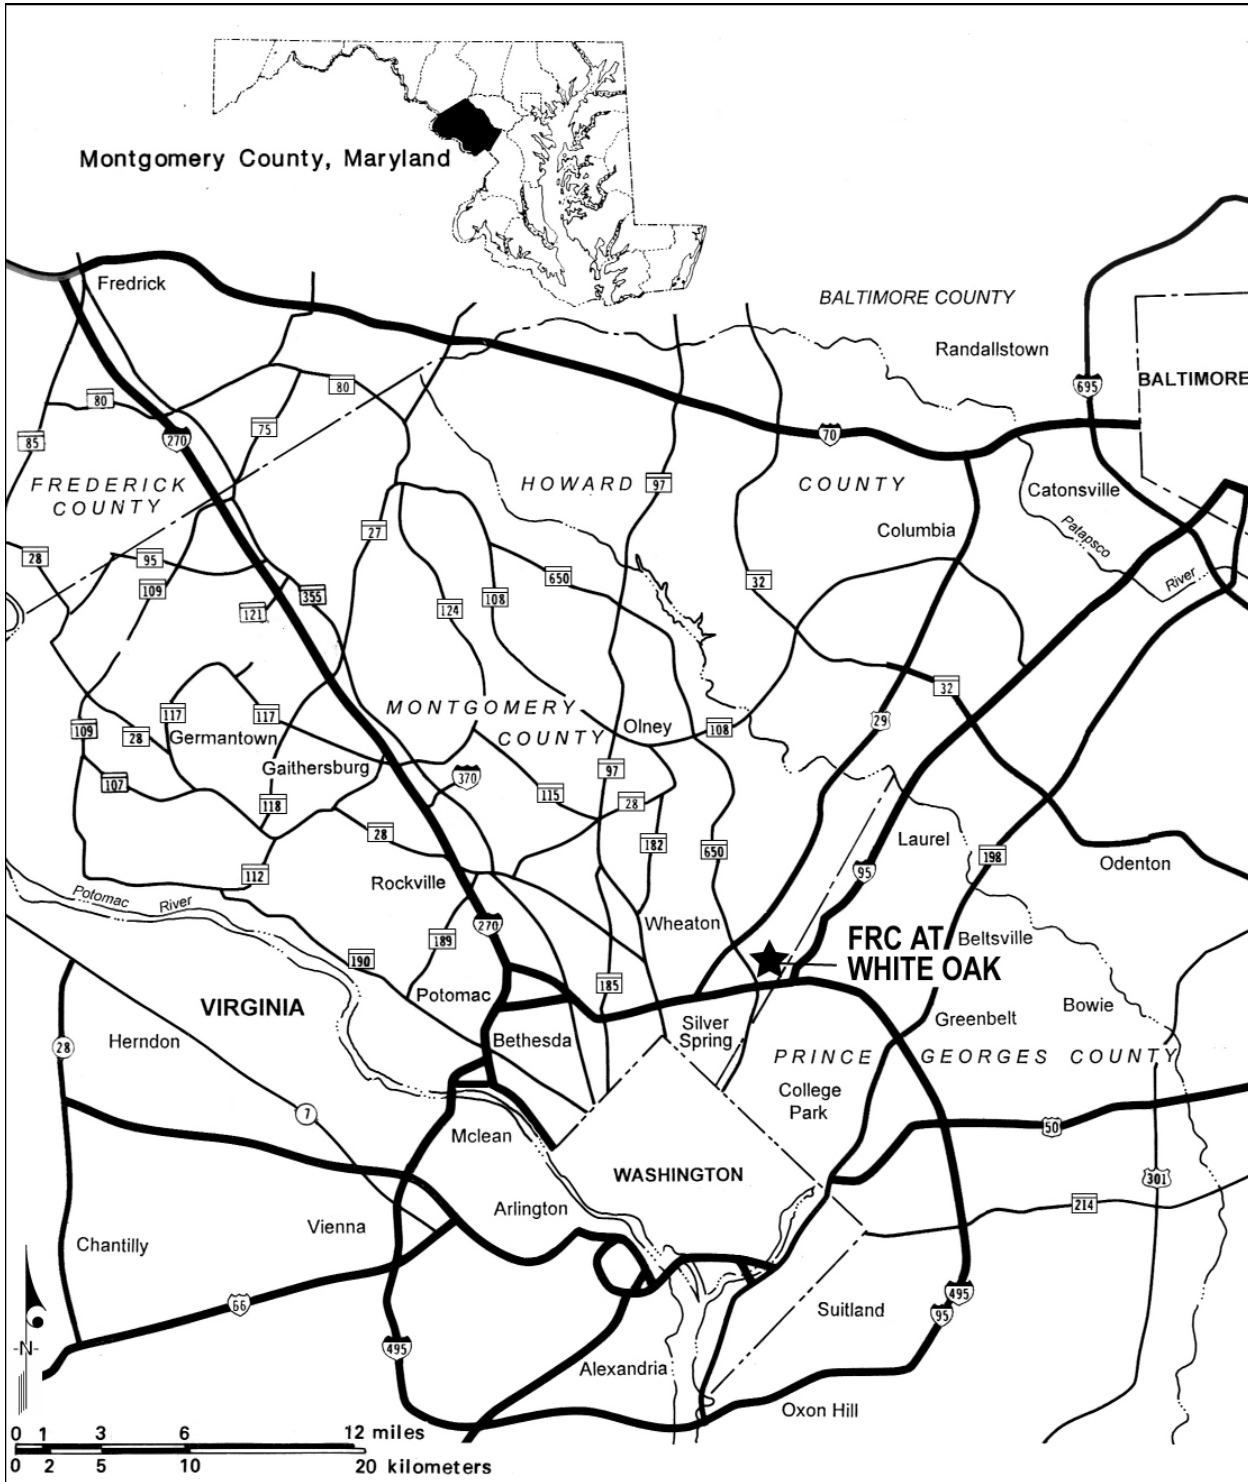 Montgomery County, Maryland
Fredrick
BALTIMORE COUNTY
Randallstown
695
BALTIMORE
80
80
85
270
75
70
FREDERICK
COUNTY
HOWARD
97
COUNTY
Catonsville
Columbia
Patapsco
River
27
28
95
109
121
355
124
108
650
32
MONTGOMERY
COUNTY
Olney
108
32
29
109
28
117
117
Germantown
Gaithersburg
107
118
370
115
97
28
28
182
650
Laurel
198
95
Odenton
112
Rockville
Potomac
River
Wheaton
270
189
190
185
FRC AT
WHITE OAK
Beltsville
Potomac
VIRGINIA
Bethesda
Silver
Spring
Greenbelt
Bowie
28
Herndon
PRINCE GEORGES COUNTY
College
Park
7
Mclean
50
WASHINGTON
301
Arlington
214
Vienna
Chantilly
66
495
Suitland
495
95
-N-
Alexandria
Oxon Hill
0 1 3 6 12 miles
0 2 5 10 20 kilometers